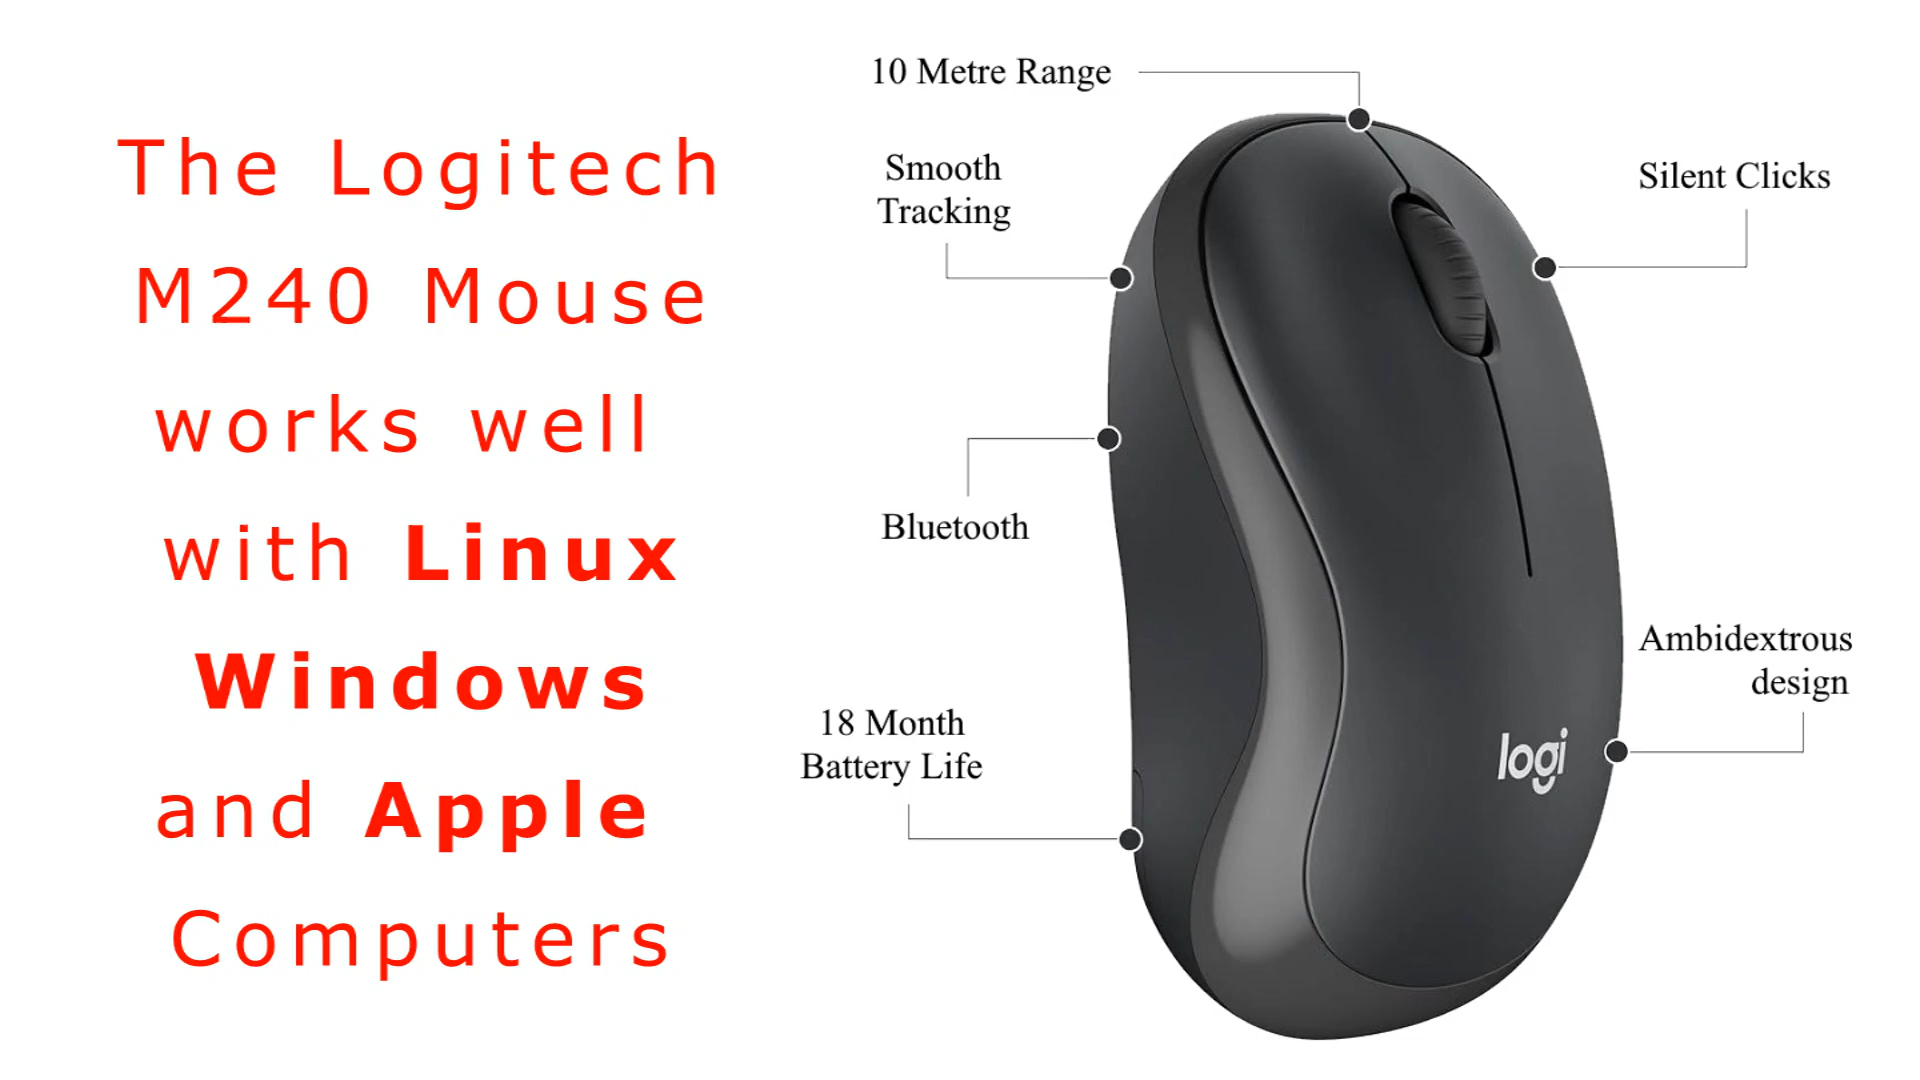 The Logitech
M240 Mouse
works well
with Linux
Windows
and Apple
Computers
10 Metre Range
Smooth
Tracking
Silent Clicks
Bluetooth
Ambidextrous
design
18 Month
Battery Life
logi